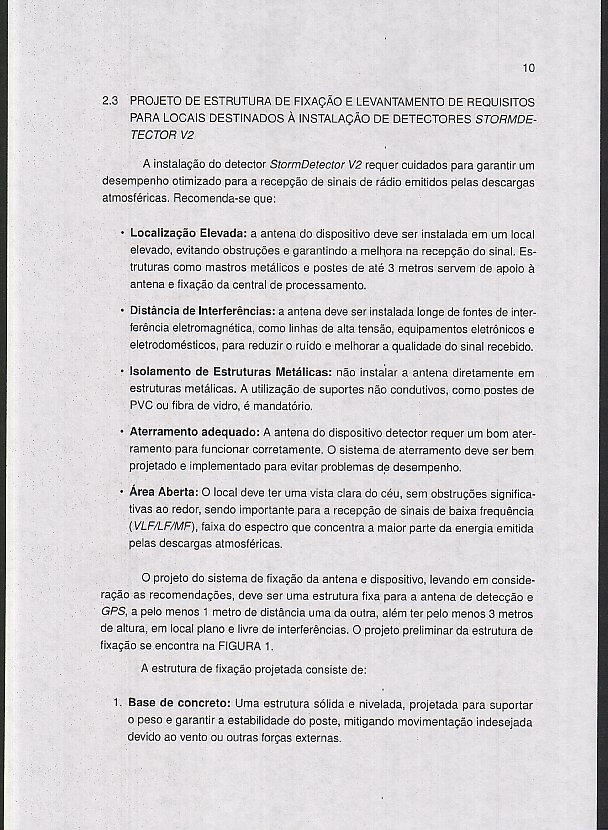 10
2.3 PROJETO DE ESTRUTURA DE FIXAÇÃO E LEVANTAMENTO DE REQUISITOS
PARA LOCAIS DESTINADOS À INSTALAÇÃO DE DETECTORES STORMDE-
TECTOR V2
A instalação do detector StormDetector V2 requer cuidados para garantir um
desempenho otimizado para a recepção de sinais de rádio emitidos pelas descargas
atmosféricas. Recomenda-se que:
• Localização Elevada: a antena do dispositivo deve ser instalada em um local
elevado, evitando obstruções e garantindo a melhora na recepção do sinal. Es-
truturas como mastros metálicos e postes de até 3 metros servem de apoio à
antena e fixação da central de processamento.
• Distância de Interferências: a antena deve ser instalada longe de fontes de inter-
ferência eletromagnética, como linhas de alta tensão, equipamentos eletrônicos e
eletrodomésticos, para reduzir o ruído e melhorar a qualidade do sinal recebido.
• Isolamento de Estruturas Metálicas: não instalar a antena diretamente em
estruturas metálicas. A utilização de suportes não condutivos, como postes de
PVC ou fibra de vidro, é mandatório.
• Aterramento adequado: A antena do dispositivo detector requer um bom ater-
ramento para funcionar corretamente. O sistema de aterramento deve ser bem
projetado e implementado para evitar problemas de desempenho.
• Área Aberta: O local deve ter uma vista clara do céu, sem obstruções significa-
tivas ao redor, sendo importante para a recepção de sinais de baixa frequência
(VLF/LF/MF), faixa do espectro que concentra a maior parte da energia emitida
pelas descargas atmosféricas.
O projeto do sistema de fixação da antena e dispositivo, levando em conside-
ração as recomendações, deve ser uma estrutura fixa para a antena de detecção e
GPS, a pelo menos 1 metro de distância uma da outra, além ter pelo menos 3 metros
de altura, em local plano e livre de interferências. O projeto preliminar da estrutura de
fixação se encontra na FIGURA 1.
A estrutura de fixação projetada consiste de:
1. Base de concreto: Uma estrutura sólida e nivelada, projetada para suportar
o peso e garantir a estabilidade do poste, mitigando movimentação indesejada
devido ao vento ou outras forças externas.